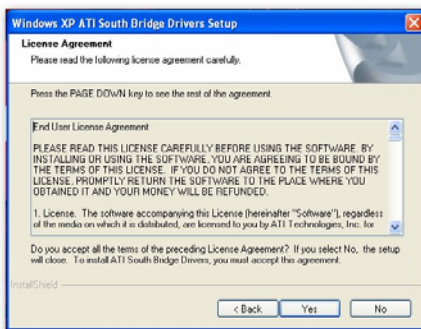 Windows XP ATI South Bridge Drivers Setup
License Agreement
Please read the following license agreement carefully.
Press the PAGE DOWN key to see the rest of the agreement.
End User License Agreement
PLEASE READ THIS LICENSE CAREFULLY BEFORE USING THE SOFTWARE. BY
INSTALLING OR USING THE SOFTWARE, YOU ARE AGREEING TO BE BOUND BY
THE TERMS OF THIS LICENSE. IF YOU DO NOT AGREE TO THE TERMS OF THIS
LICENSE, PROMPTLY RETURN THE SOFTWARE TO THE PLACE WHERE YOU
OBTAINED IT AND YOUR MONEY WILL BE REFUNDED.
1. License. The software accompanying this License (hereinafter "Software"), regardless
of the media on which it is distributed, are licensed to you by ATI Technologies, Inc. for
Do you accept all the terms of the preceding License Agreement? If you select No, the setup
will close. To install ATI South Bridge Drivers, you must accept this agreement.
InstallShield
< Back Yes No